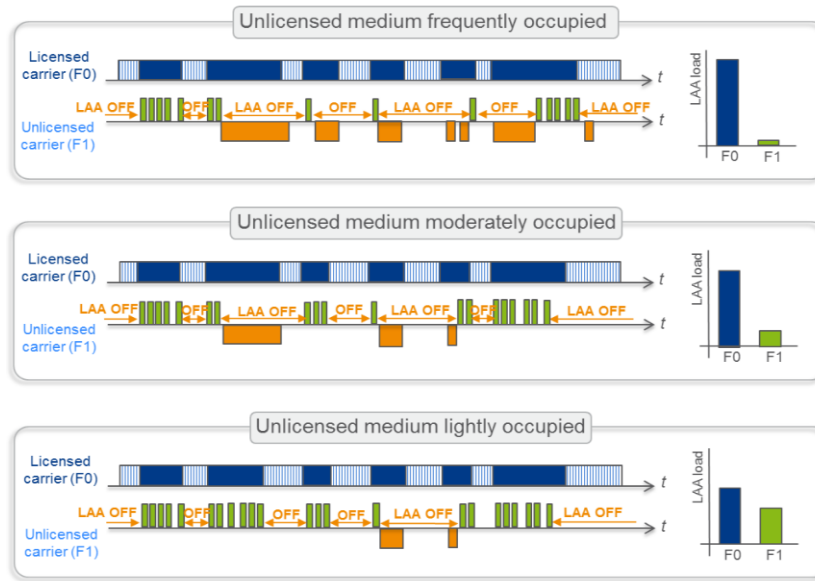 Unlicensed medium frequently occupied
Licensed
carrier (F0)
t
LAA OFF
OFF
LAA OFF
OFF
LAA OFF
OFF
LAA OFF
Unlicensed
carrier (F1)
t
LAA load
F0
F1
Unlicensed medium moderately occupied
Licensed
carrier (F0)
t
LAA OFF
OFF
LAA OFF
OFF
LAA OFF
OFF
LAA OFF
Unlicensed
carrier (F1)
t
LAA load
F0
F1
Unlicensed medium lightly occupied
Licensed
carrier (F0)
t
LAA OFF
OFF
OFF
OFF
LAA OFF
LAA OFF
Unlicensed
carrier (F1)
t
LAA load
F0
F1